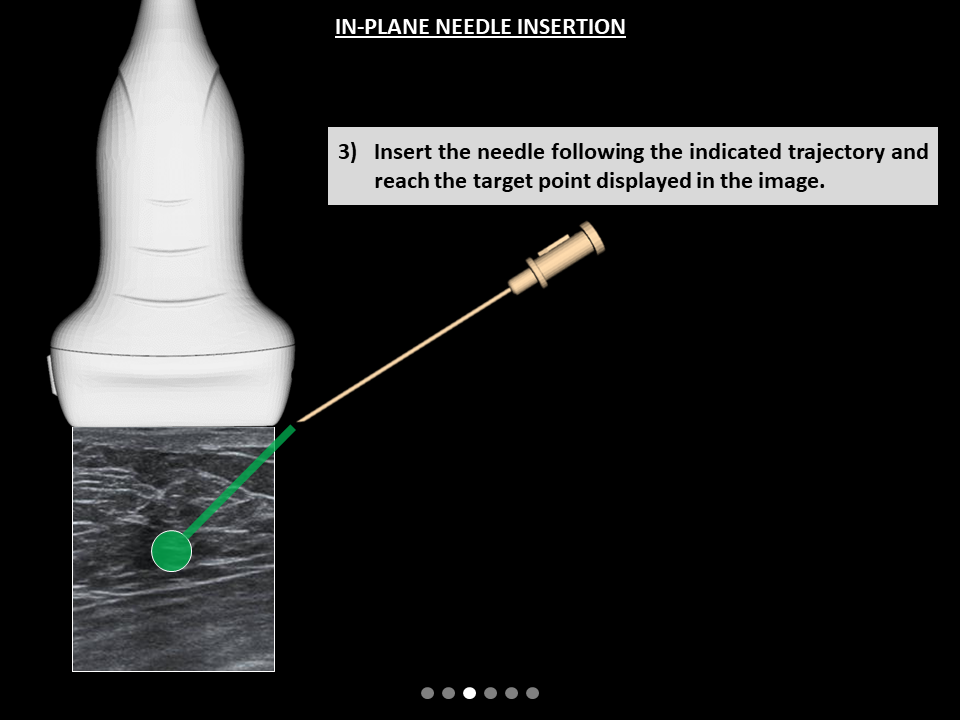 IN-PLANE NEEDLE INSERTION
3) Insert the needle following the indicated trajectory and
reach the target point displayed in the image.